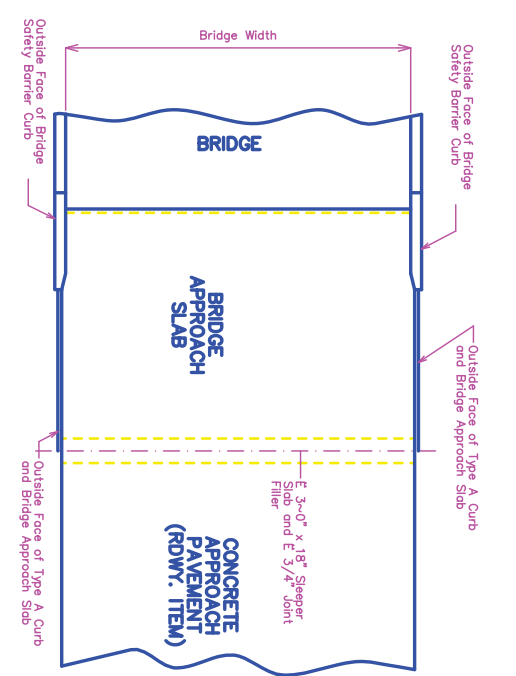 Bridge Width
Outside Face of Bridge
Safety Barrier Curb
Outside Face of Bridge
Safety Barrier Curb
BRIDGE
BRIDGE
APPROACH
SLAB
Outside Face of Type A Curb
and Bridge Approach Slab
Outside Face of Type A Curb
and Bridge Approach Slab
È 3~0" x 18" Sleeper
Slab and È 3/4" Joint
Filler
CONCRETE
APPROACH
PAVEMENT
(RDWY. ITEM)